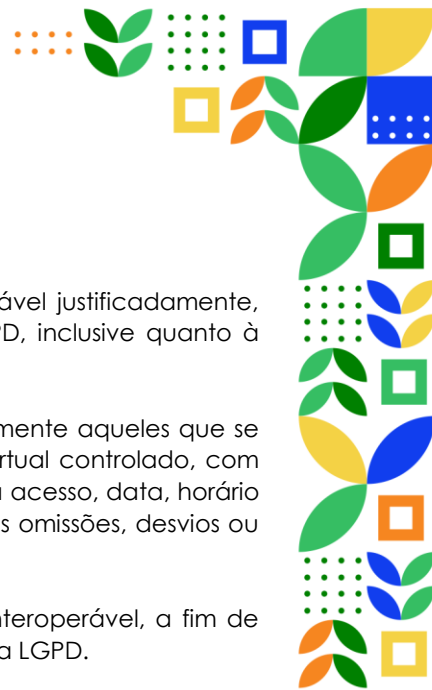 ável justificadamente,
PD, inclusive quanto à
mente aqueles que se
rtual controlado, com
a acesso, data, horário
s omissões, desvios ou
nteroperável, a fim de
a LGPD.